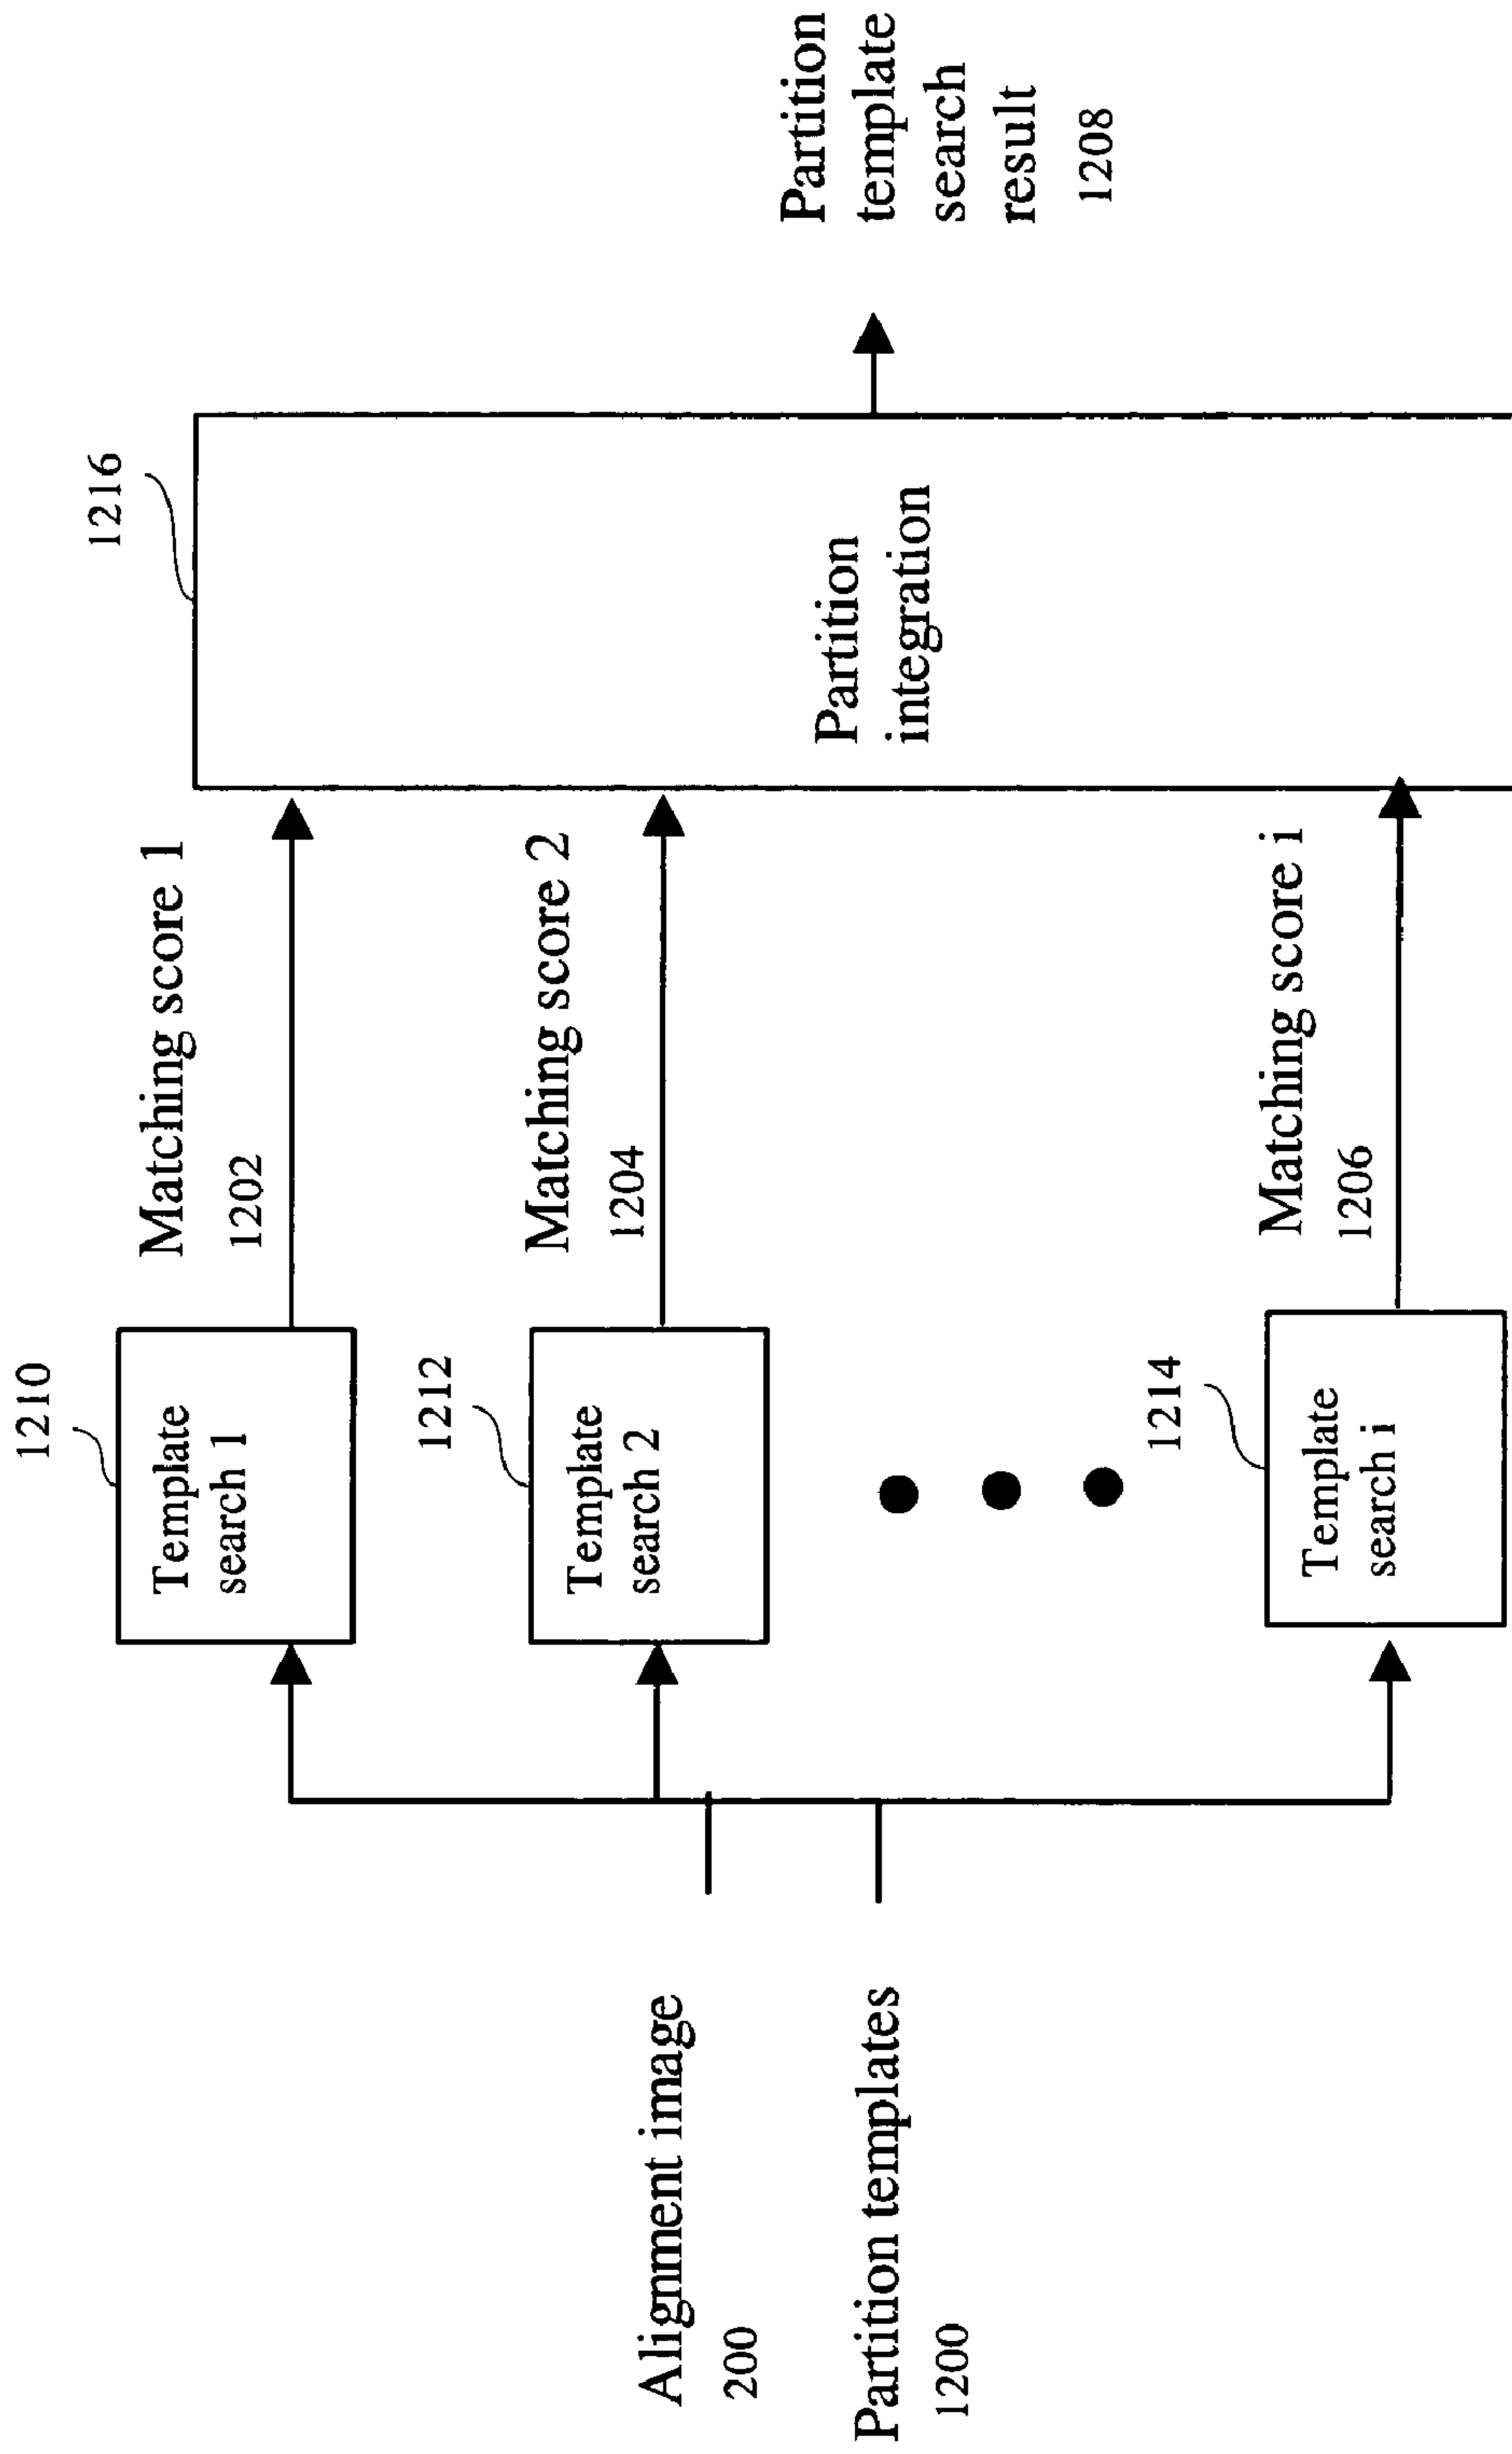 Alignment image
200
Partition templates
1200
1210
Template
search 1
1212
Template
search 2
1214
Template
search i
Matching score 1
1202
Matching score 2
1204
Matching score i
1206
1216
Partition
integration
Partition
template
search
result
1208